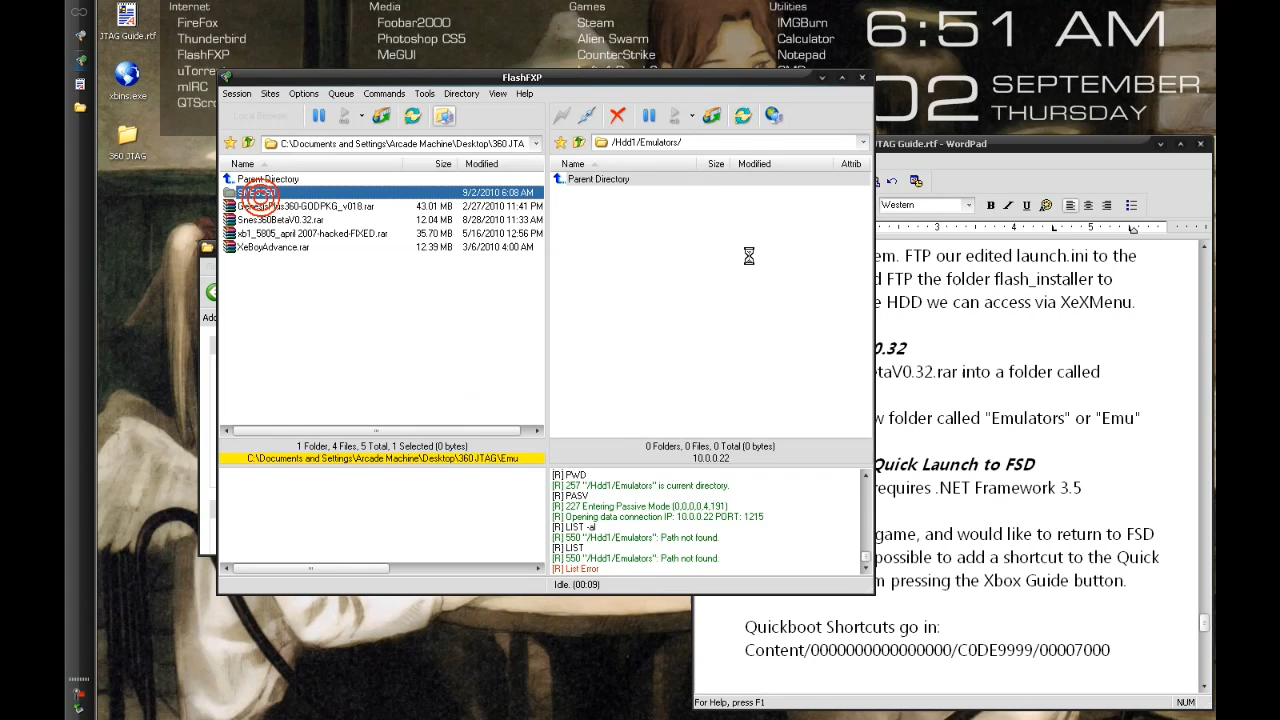 Internet
Media
Games
Utilities
FireFox
Foobar2000
Steam
IMGBurn
Thunderbird
Photoshop CS5
Alien Swarm
Calculator
FlashFXP
MeGUI
CounterStrike
Notepad
uTorre
mIRC
QTScro
JTAG Guide.rtf
xbins.exe
360 JTAG
6:51 AM
02
SEPTEMBER
THURSDAY
FlashFXP
Session Sites Options Queue Commands Tools Directory View Help
Local Browser
C:\Documents and Settings\Arcade Machine\Desktop\360 JTA
/Hdd1/Emulators/
Name Size Modified
Name Size Modified Attrib
Parent Directory
Parent Directory
9/2/2010 6:08 AM
GenesisPlus360-GODPKG_v018.rar 43.01 MB 2/27/2010 11:41 PM
Snes360BetaV0.32.rar 12.04 MB 8/28/2010 11:33 AM
xb1_5805_april 2007-hacked-FIXED.rar 35.70 MB 5/16/2010 12:56 PM
XeBoyAdvance.rar 12.39 MB 3/6/2010 4:00 AM
Add
1 Folder, 4 Files, 5 Total, 1 Selected (0 bytes)
C:\Documents and Settings\Arcade Machine\Desktop\360 JTAG\Emu
0 Folders, 0 Files, 0 Total (0 bytes)
10.0.0.22
[R] PWD
[R] 257 "/Hdd1/Emulators" is current directory.
[R] PASV
[R] 227 Entering Passive Mode (0,0,0,0,4,191)
[R] Opening data connection IP: 10.0.0.22 PORT: 1215
[R] LIST -al
[R] 550 "/Hdd1/Emulators": Path not found.
[R] LIST
[R] 550 "/Hdd1/Emulators": Path not found.
[R] List Error
Idle. (00:09)
AG Guide.rtf - WordPad
Western
B I U
3 4 5
em. FTP our edited launch.ini to the
d FTP the folder flash_installer to
e HDD we can access via XeXMenu.
0.32
etaV0.32.rar into a folder called
w folder called "Emulators" or "Emu"
Quick Launch to FSD
requires .NET Framework 3.5
game, and would like to return to FSD
possible to add a shortcut to the Quick
m pressing the Xbox Guide button.
Quickboot Shortcuts go in:
Content/0000000000000000/C0DE9999/00007000
For Help, press F1
NUM